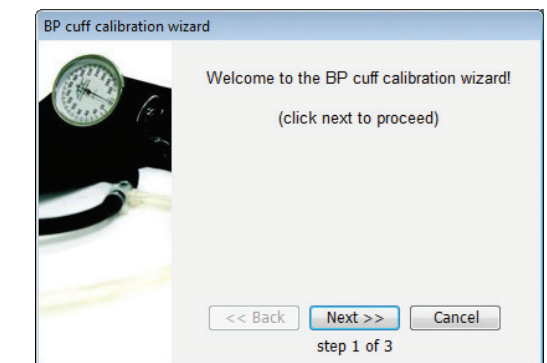 BP cuff calibration wizard
Welcome to the BP cuff calibration wizard!
(click next to proceed)
<< Back Next >> Cancel
step 1 of 3